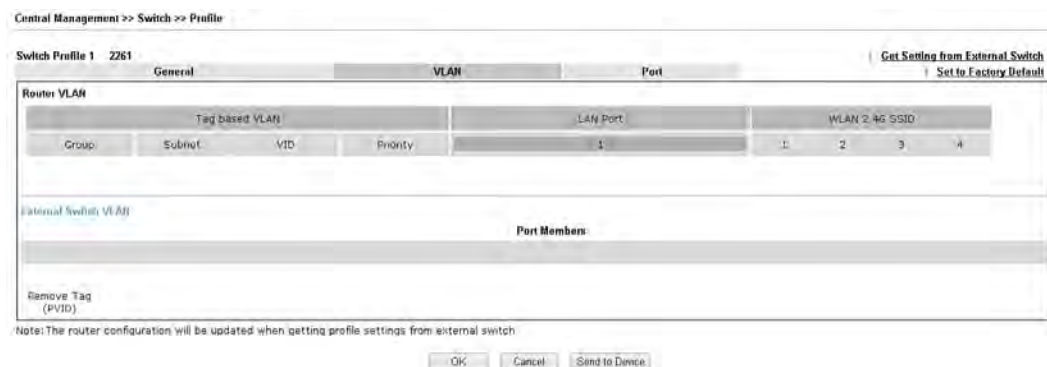 Central Management >> Switch >> Profile
Switch Profile 1 2261
| Get Setting from External Switch
General VLAN Port | Set to Factory Default
Router VLAN
Tag based VLAN LAN Port WLAN 2.4G SSID
Group Subnet VID Priority 1 1 2 3 4
External Switch VLAN
Port Members
Remove Tag
(PVID)
Note: The router configuration will be updated when getting profile settings from external switch
OK Cancel Send to Device